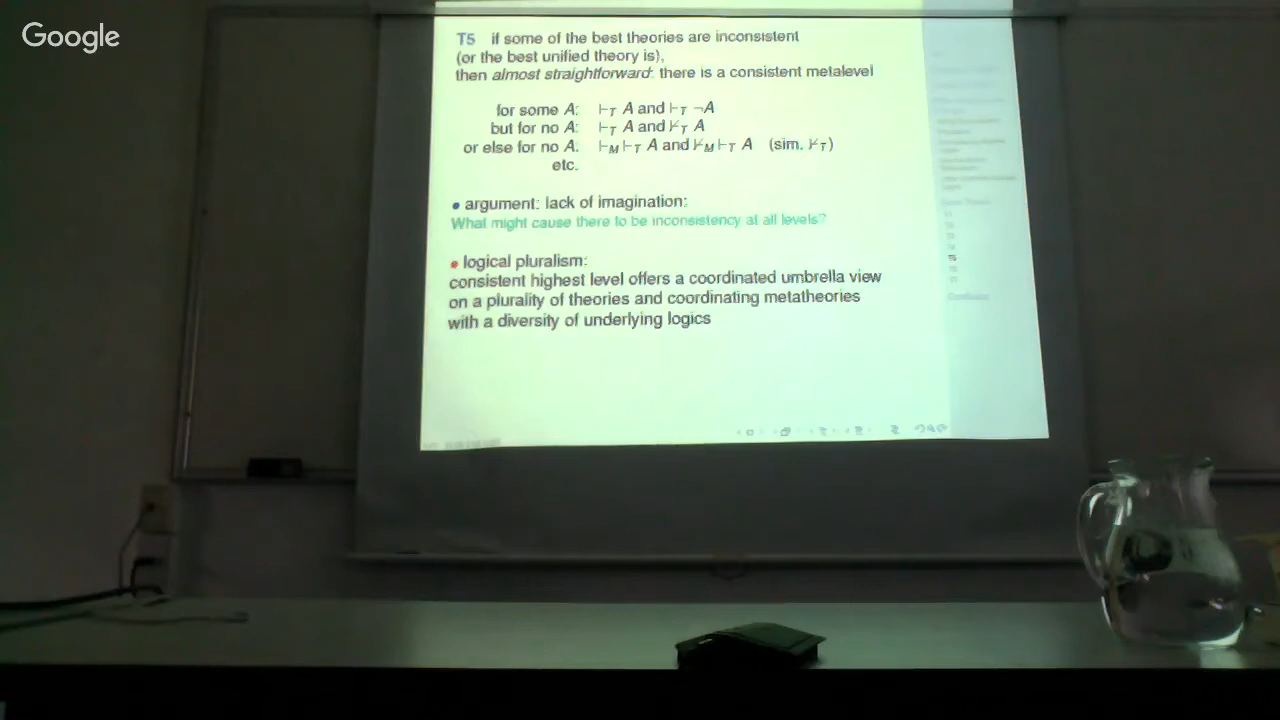 Google
T5 if some of the best theories are inconsistent
(or the best unified theory is),
then almost straightforward: there is a consistent metalevel
for some A: ⊢T A and ⊢T ¬A
but for no A: ⊢T A and ⊬T A
or else for no A: ⊢M ⊢T A and ⊬M ⊢T A (sim. ⊬T)
etc.
• argument: lack of imagination:
What might cause there to be inconsistency at all levels?
• logical pluralism:
consistent highest level offers a coordinated umbrella view
on a plurality of theories and coordinating metatheories
with a diversity of underlying logics